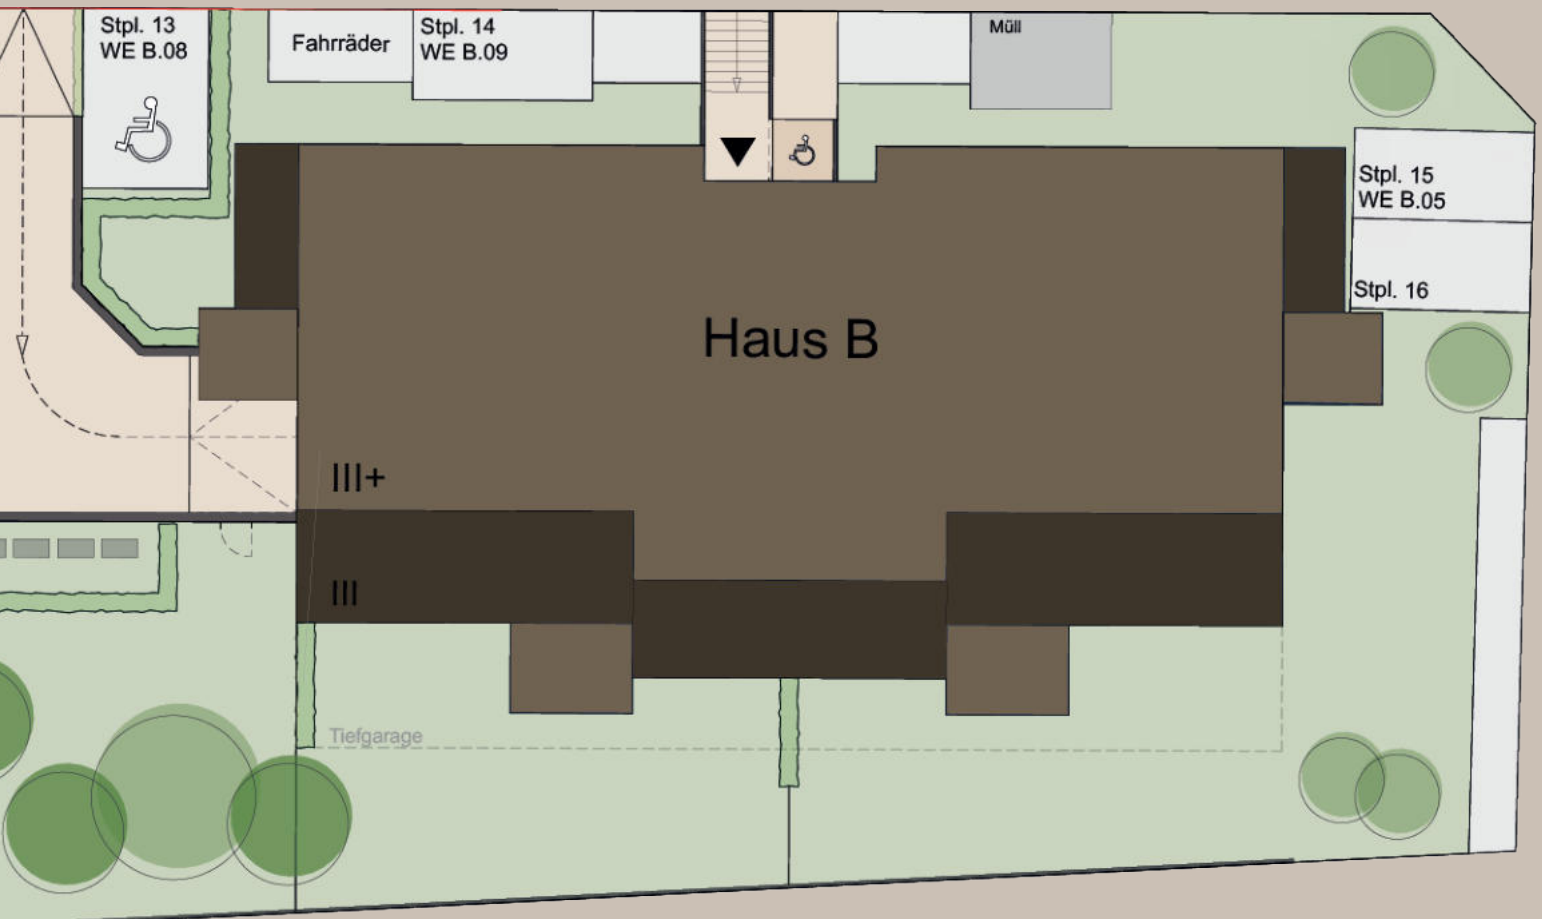 Stpl. 13
WE B.08
Fahrräder
Stpl. 14
WE B.09
Müll
Stpl. 15
WE B.05
Stpl. 16
Haus B
III+
III
Tiefgarage